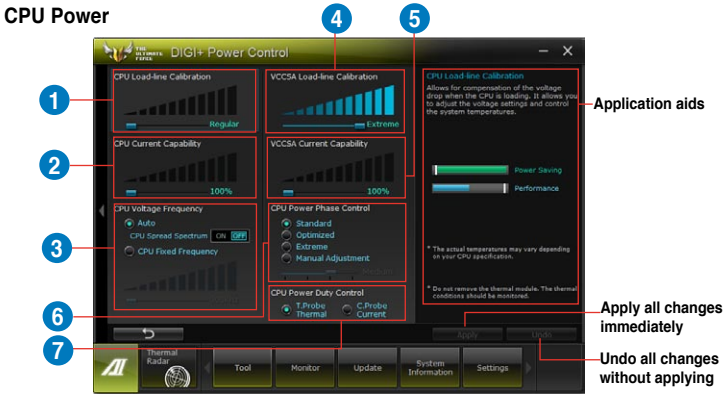 CPU Power
4
5
THE ULTIMATE FORCE
DIGI+ Power Control
1
CPU Load-line Calibration
Regular
VCCSA Load-line Calibration
Extreme
CPU Load-line Calibration
Allows for compensation of the voltage
drop when the CPU is loading. It allows you
to adjust the voltage settings and control
the system temperatures.
Application aids
2
CPU Current Capability
100%
VCCSA Current Capability
100%
Power Saving
Performance
3
CPU Voltage Frequency
Auto
CPU Spread Spectrum ON OFF
CPU Fixed Frequency
CPU Power Phase Control
Standard
Optimized
Extreme
Manual Adjustment
Medium
* The actual temperatures may vary depending
on your CPU specification.
* Do not remove the thermal module. The thermal
conditions should be monitored.
6
7
CPU Power Duty Control
T.Probe
Thermal
C.Probe
Current
Apply
Undo
Apply all changes
immediately
Undo all changes
without applying
Thermal
Radar
Tool
Monitor
Update
System
Information
Settings